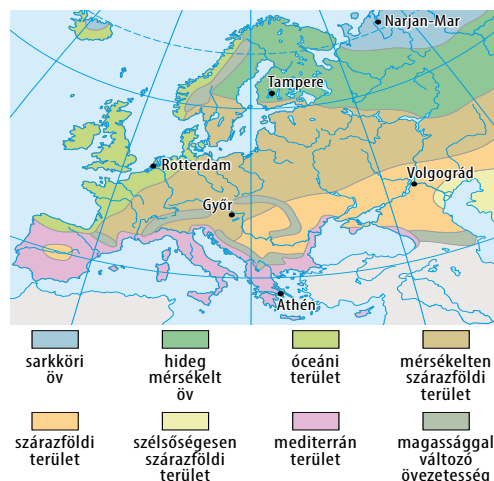 Narjan-Mar
Tampere
Rotterdam
Volgográd
Győr
Athén
sarkköri
öv
hideg
mérsékelt
öv
óceáni
terület
mérsékelten
szárazföldi
terület
szárazföldi
terület
szélsőségesen
szárazföldi
terület
mediterrán
terület
magassággal
változó
övezetesség